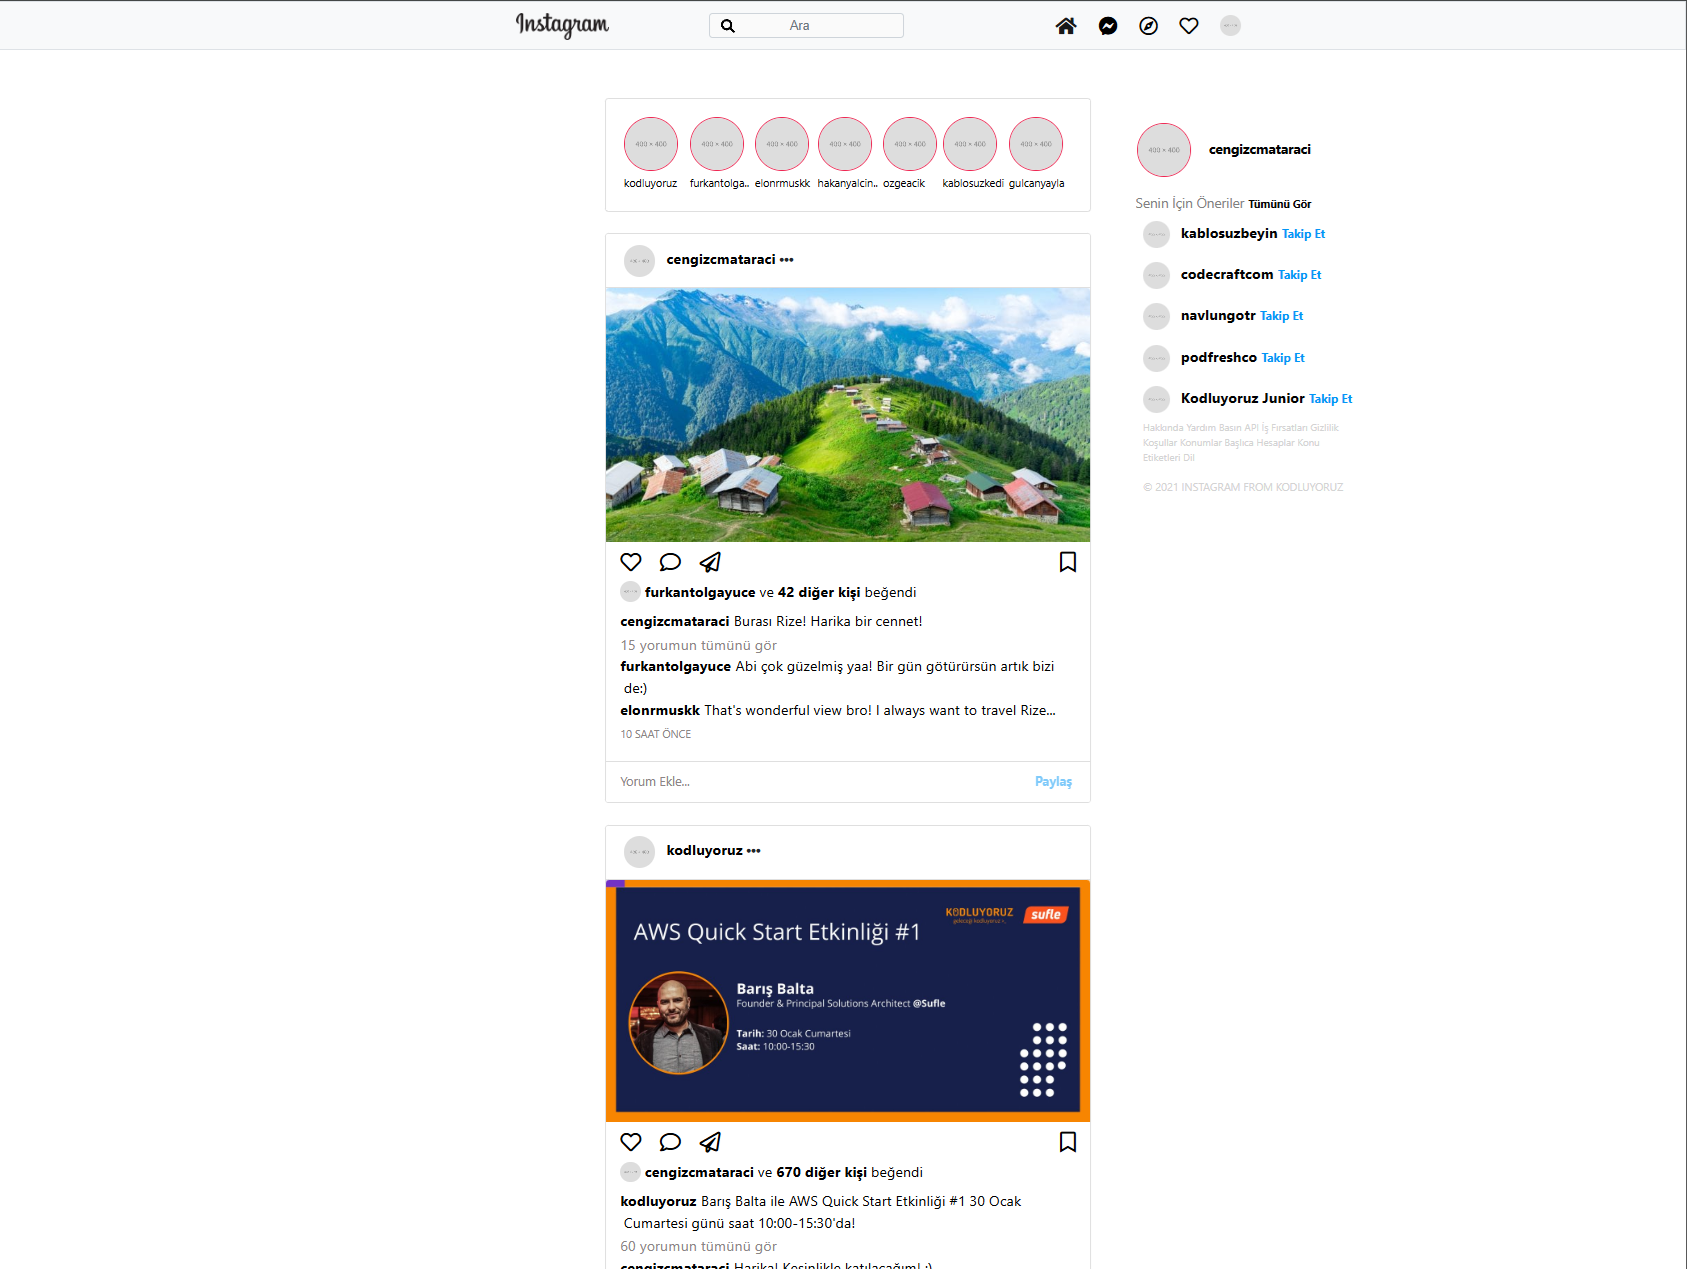 Instagram
Ara
400 × 400 400 × 400 400 × 400 400 × 400 400 × 400 400 × 400 400 × 400
kodluyoruz furkantolga.. elonrmuskk hakanyalcin.. ozgeacik kablosuzkedi gulcanyayla
400 × 400 cengizcmataraci
Senin İçin Öneriler Tümünü Gör
kablosuzbeyin Takip Et
codecraftcom Takip Et
navlungotr Takip Et
podfreshco Takip Et
Kodluyoruz Junior Takip Et
Hakkında Yardım Basın API İş Fırsatları Gizlilik
Koşullar Konumlar Başlıca Hesaplar Konu
Etiketleri Dil
© 2021 INSTAGRAM FROM KODLUYORUZ
cengizcmataraci •••
furkantolgayuce ve 42 diğer kişi beğendi
cengizcmataraci Burası Rize! Harika bir cennet!
15 yorumun tümünü gör
furkantolgayuce Abi çok güzelmiş yaa! Bir gün götürürsün artık bizi
de:)
elonrmuskk That's wonderful view bro! I always want to travel Rize...
10 SAAT ÖNCE
Yorum Ekle... Paylaş
kodluyoruz •••
KODLUYORUZ sufle
geleceği kodluyoruz >_
AWS Quick Start Etkinliği #1
Barış Balta
Founder & Principal Solutions Architect @Sufle
Tarih: 30 Ocak Cumartesi
Saat: 10:00-15:30
cengizcmataraci ve 670 diğer kişi beğendi
kodluyoruz Barış Balta ile AWS Quick Start Etkinliği #1 30 Ocak
Cumartesi günü saat 10:00-15:30'da!
60 yorumun tümünü gör
cengizcmataraci Harika! Kesinlikle katılacağım! :)